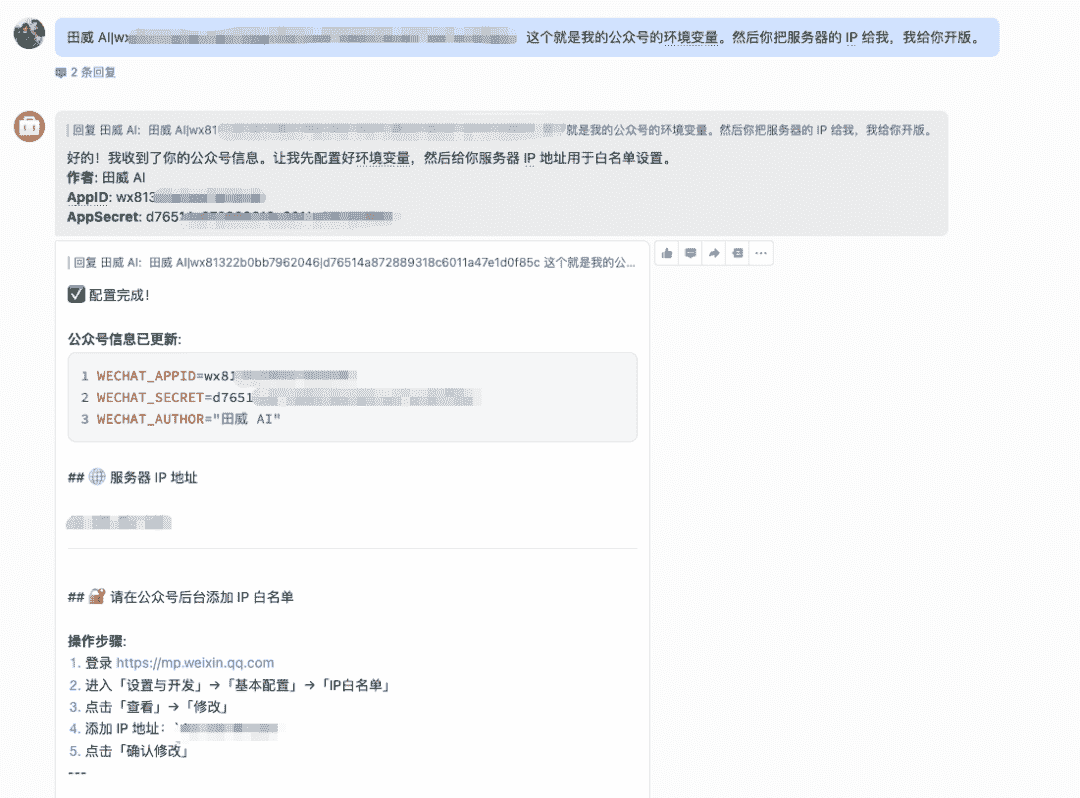 田威 AI|wx 这个就是我的公众号的环境变量。然后你把服务器的 IP 给我，我给你开版。
2 条回复
回复 田威 AI: 田威 AI|wx81 就是我的公众号的环境变量。然后你把服务器的 IP 给我，我给你开版。
好的！我收到了你的公众号信息。让我先配置好环境变量，然后给你服务器 IP 地址用于白名单设置。
作者: 田威 AI
AppID: wx813
AppSecret: d7651
回复 田威 AI: 田威 AI|wx81322b0bb7962046|d76514a872889318c6011a47e1d0f85c 这个就是我的公...
✅ 配置完成！
公众号信息已更新:
1 WECHAT_APPID=wx81
2 WECHAT_SECRET=d7651
3 WECHAT_AUTHOR="田威 AI"
## 🌐 服务器 IP 地址
## 🔐 请在公众号后台添加 IP 白名单
操作步骤:
1. 登录 https://mp.weixin.qq.com
2. 进入「设置与开发」→「基本配置」→「IP白名单」
3. 点击「查看」→「修改」
4. 添加 IP 地址：`
5. 点击「确认修改」
---